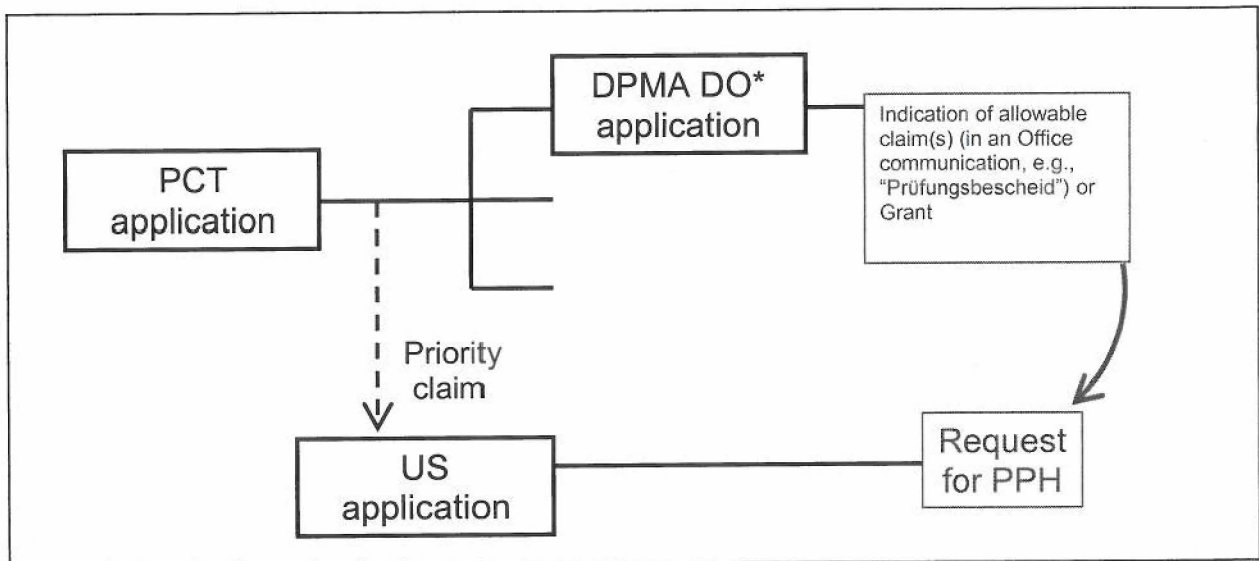 DPMA DO*
application
Indication of allowable
claim(s) (in an Office
communication, e.g.,
“Prüfungsbescheid”) or
Grant
PCT
application
Priority
claim
US
application
Request
for PPH